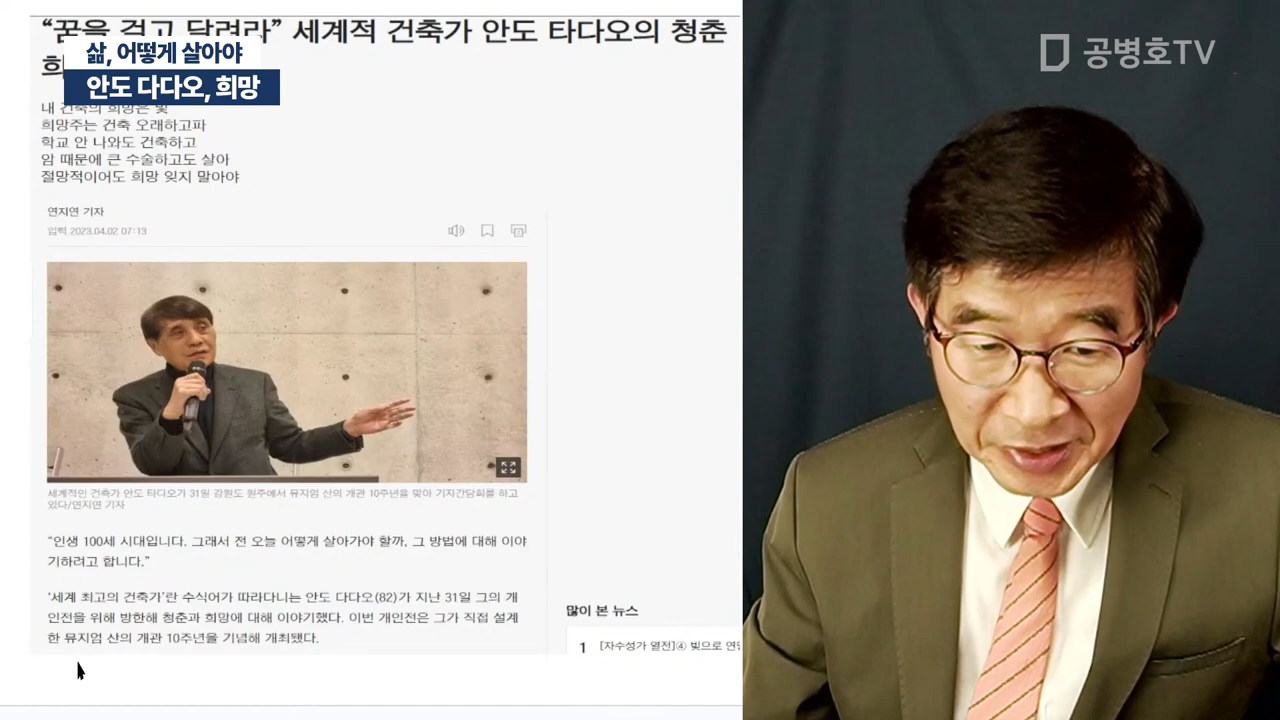 “꿈을 걸고 달려라” 세계적 건축가 안도 타다오의 청춘
삶, 어떻게 살아야
안도 다다오, 희망
공병호TV
내 건축의 희망은 빛
희망주는 건축 오래하고파
학교 안 나와도 건축하고
암 때문에 큰 수술하고도 살아
절망적이어도 희망 잊지 말아야
연지연 기자
입력 2023.04.02 07:13
세계적인 건축가 안도 타다오가 31일 강원도 원주에서 뮤지엄 산의 개관 10주년을 맞아 기자간담회를 하고
있다/연지연 기자
“인생 100세 시대입니다. 그래서 전 오늘 어떻게 살아가야 할까, 그 방법에 대해 이야
기하려고 합니다.”
‘세계 최고의 건축가’란 수식어가 따라다니는 안도 다다오(82)가 지난 31일 그의 개
인전을 위해 방한해 청춘과 희망에 대해 이야기했다. 이번 개인전은 그가 직접 설계
한 뮤지엄 산의 개관 10주년을 기념해 개최됐다.
많이 본 뉴스
1 [자수성가 열전]④ 빚으로